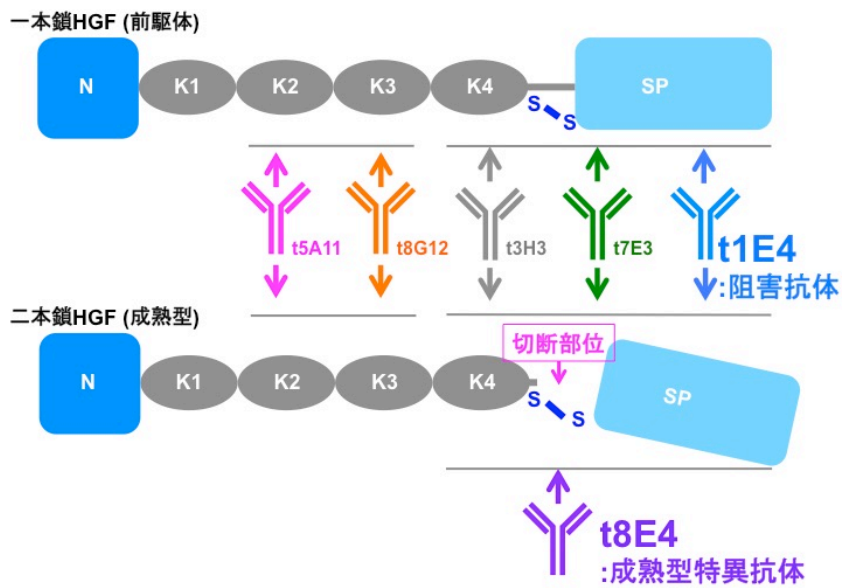 一本鎖HGF (前駆体)
N K1 K2 K3 K4 SP
S
S
t5A11 t8G12 t3H3 t7E3 t1E4
:阻害抗体
二本鎖HGF (成熟型)
切断部位
N K1 K2 K3 K4 SP
S
S
t8E4
:成熟型特異抗体